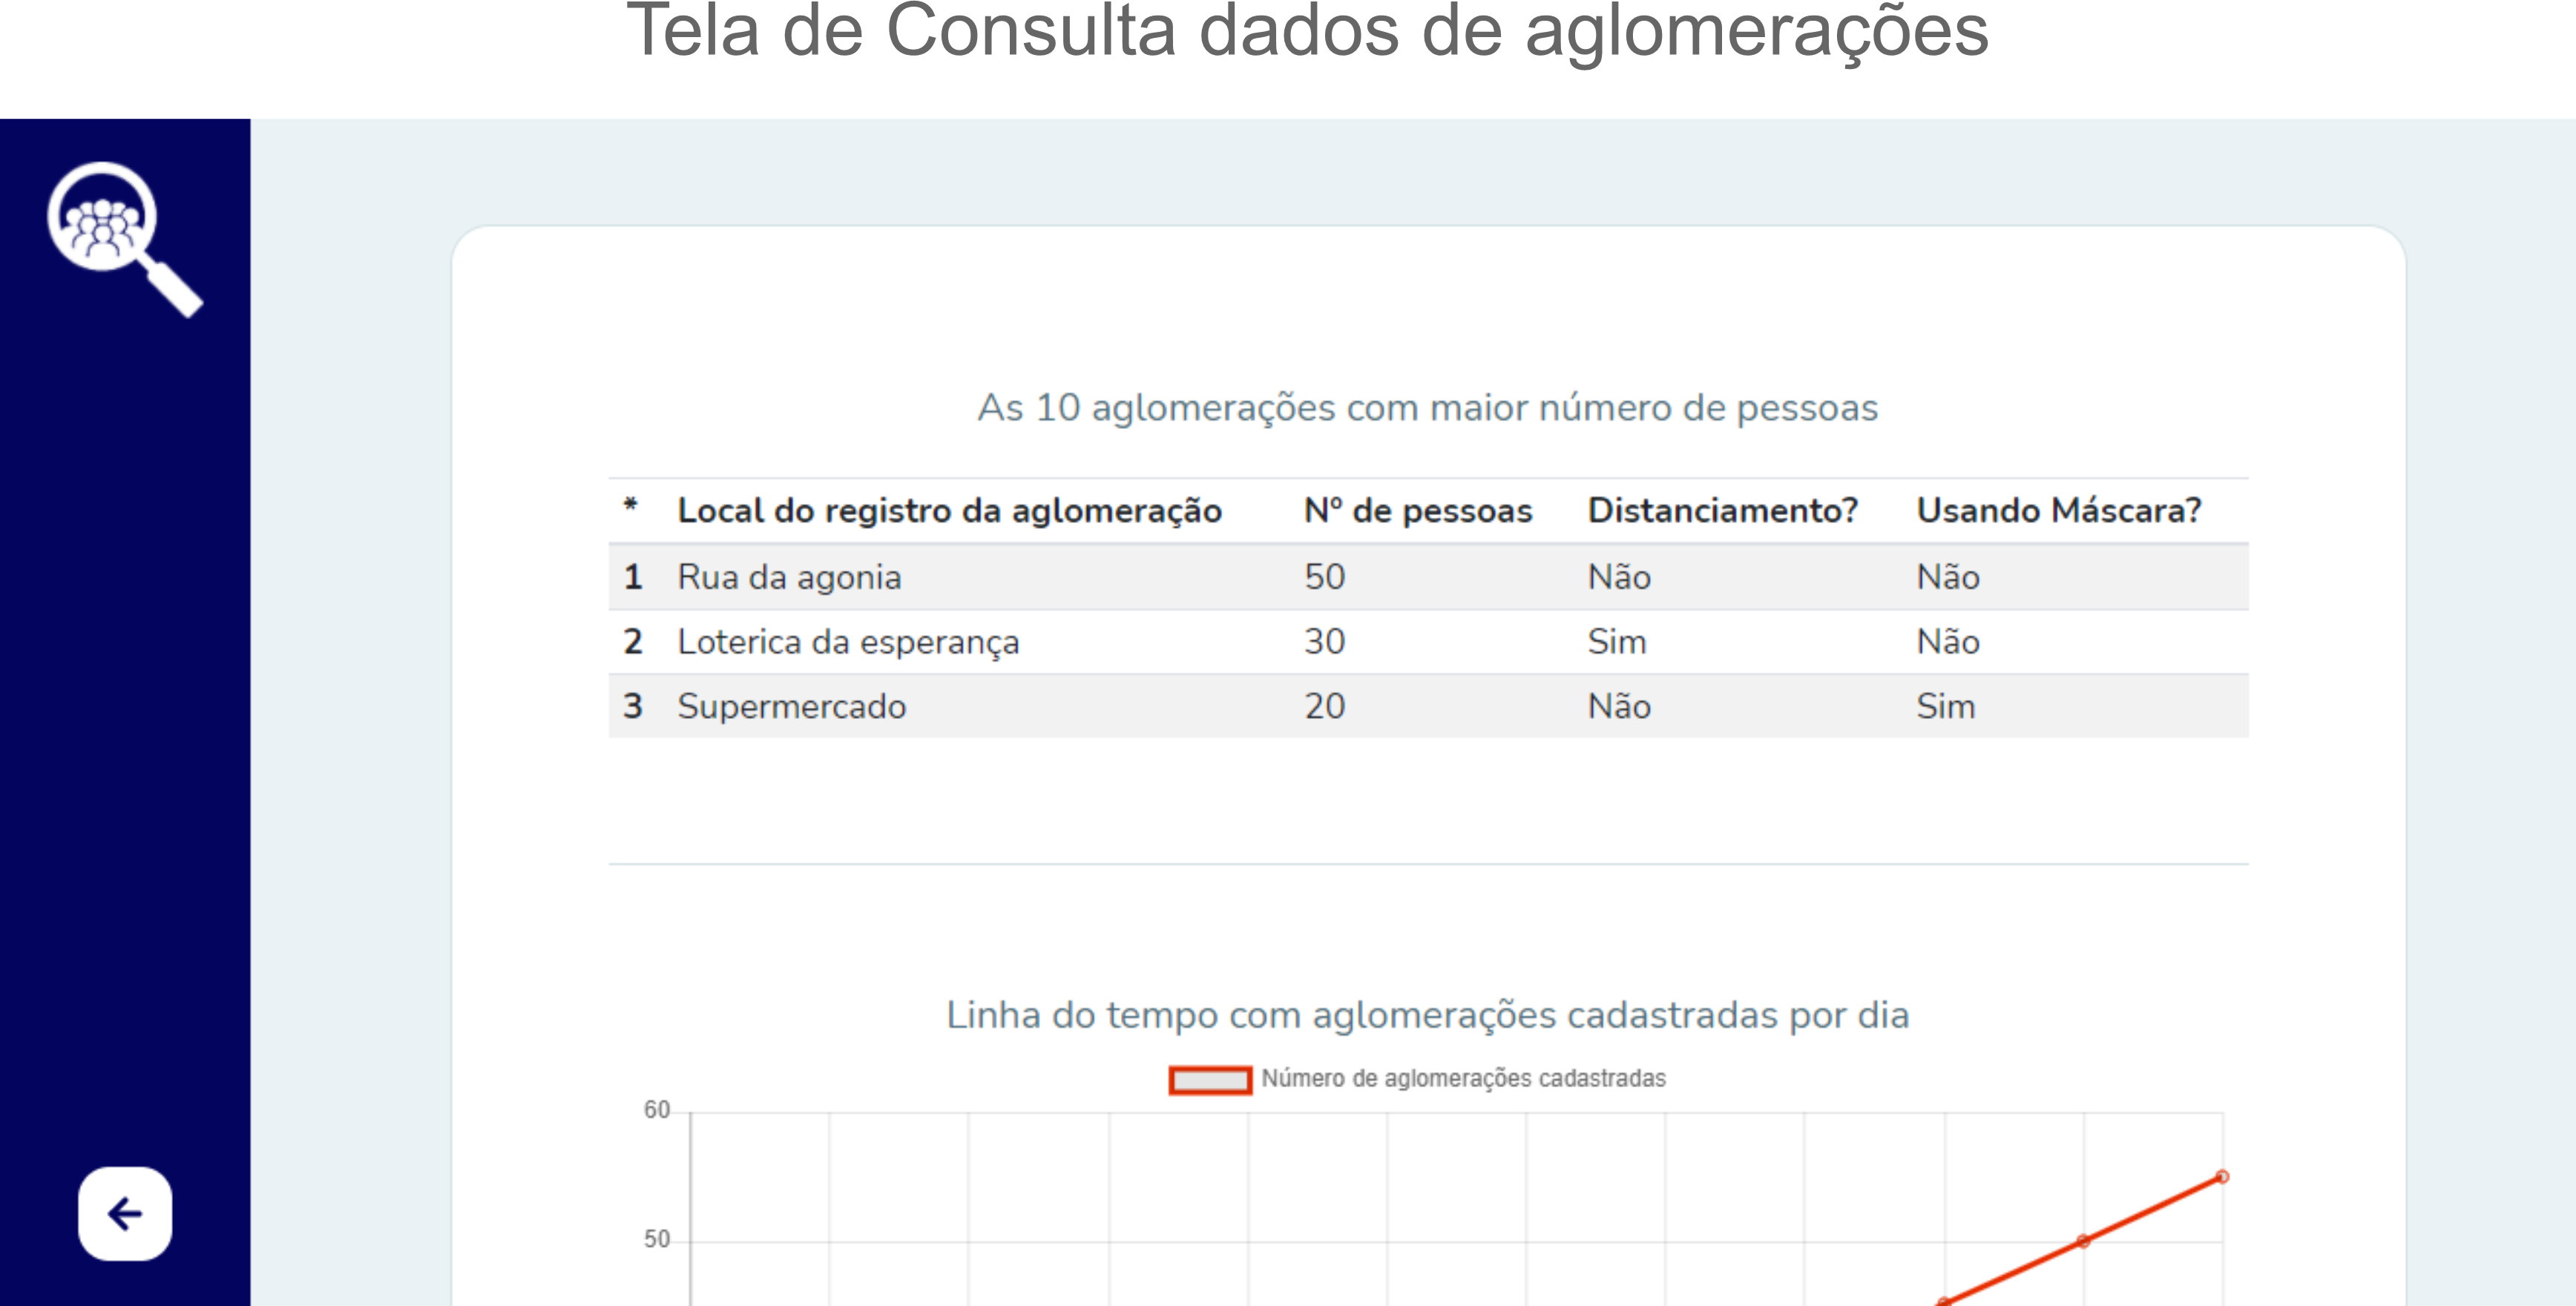 Tela de Consulta dados de aglomerações
As 10 aglomerações com maior número de pessoas
* Local do registro da aglomeração Nº de pessoas Distanciamento? Usando Máscara?
1 Rua da agonia 50 Não Não
2 Loterica da esperança 30 Sim Não
3 Supermercado 20 Não Sim
Linha do tempo com aglomerações cadastradas por dia
Número de aglomerações cadastradas
60
50